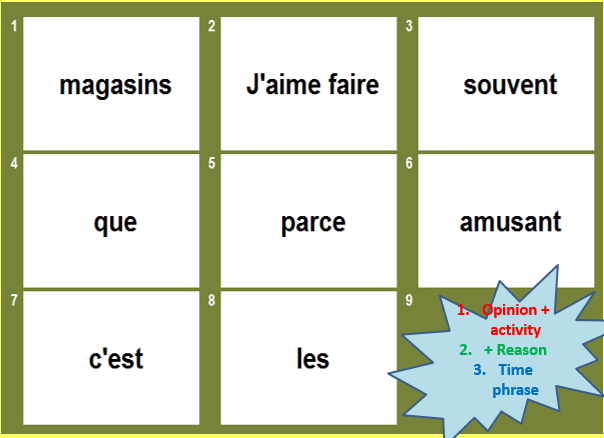 1
magasins
2
J'aime faire
3
souvent
4
que
5
parce
6
amusant
7
c'est
8
les
9
1. Opinion +
activity
2. + Reason
3. Time
phrase